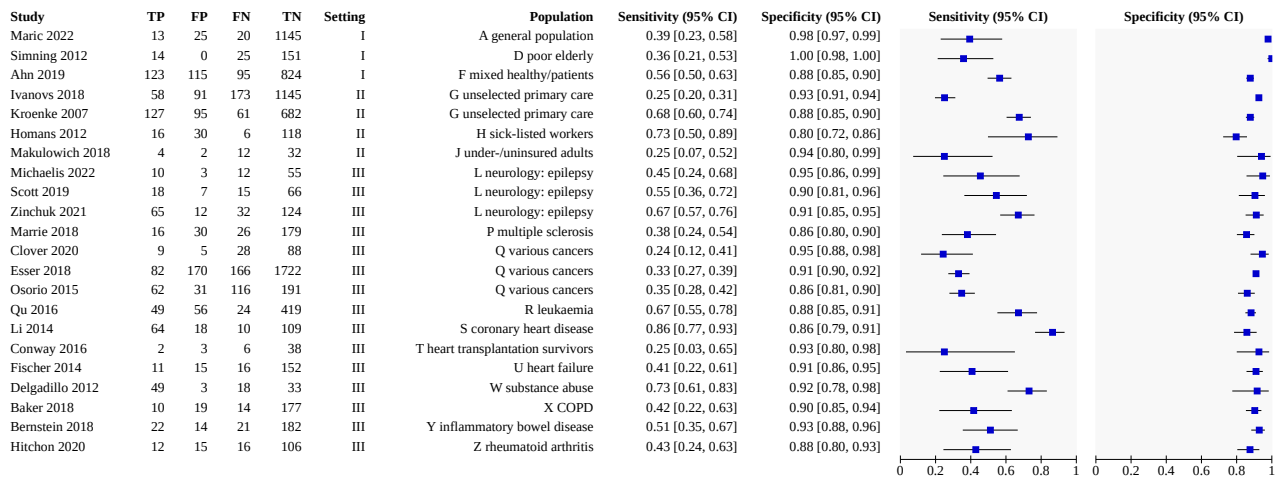 Study TP FP FN TN Setting Population Sensitivity (95% CI) Specificity (95% CI) Sensitivity (95% CI) Specificity (95% CI)
Maric 2022 13 25 20 1145 I A general population 0.39 [0.23, 0.58] 0.98 [0.97, 0.99]
Simning 2012 14 0 25 151 I D poor elderly 0.36 [0.21, 0.53] 1.00 [0.98, 1.00]
Ahn 2019 123 115 95 824 I F mixed healthy/patients 0.56 [0.50, 0.63] 0.88 [0.85, 0.90]
Ivanovs 2018 58 91 173 1145 II G unselected primary care 0.25 [0.20, 0.31] 0.93 [0.91, 0.94]
Kroenke 2007 127 95 61 682 II G unselected primary care 0.68 [0.60, 0.74] 0.88 [0.85, 0.90]
Homans 2012 16 30 6 118 II H sick-listed workers 0.73 [0.50, 0.89] 0.80 [0.72, 0.86]
Makulowich 2018 4 2 12 32 II J under-/uninsured adults 0.25 [0.07, 0.52] 0.94 [0.80, 0.99]
Michaelis 2022 10 3 12 55 III L neurology: epilepsy 0.45 [0.24, 0.68] 0.95 [0.86, 0.99]
Scott 2019 18 7 15 66 III L neurology: epilepsy 0.55 [0.36, 0.72] 0.90 [0.81, 0.96]
Zinchuk 2021 65 12 32 124 III L neurology: epilepsy 0.67 [0.57, 0.76] 0.91 [0.85, 0.95]
Marrie 2018 16 30 26 179 III P multiple sclerosis 0.38 [0.24, 0.54] 0.86 [0.80, 0.90]
Clover 2020 9 5 28 88 III Q various cancers 0.24 [0.12, 0.41] 0.95 [0.88, 0.98]
Esser 2018 82 170 166 1722 III Q various cancers 0.33 [0.27, 0.39] 0.91 [0.90, 0.92]
Osorio 2015 62 31 116 191 III Q various cancers 0.35 [0.28, 0.42] 0.86 [0.81, 0.90]
Qu 2016 49 56 24 419 III R leukaemia 0.67 [0.55, 0.78] 0.88 [0.85, 0.91]
Li 2014 64 18 10 109 III S coronary heart disease 0.86 [0.77, 0.93] 0.86 [0.79, 0.91]
Conway 2016 2 3 6 38 III T heart transplantation survivors 0.25 [0.03, 0.65] 0.93 [0.80, 0.98]
Fischer 2014 11 15 16 152 III U heart failure 0.41 [0.22, 0.61] 0.91 [0.86, 0.95]
Delgadillo 2012 49 3 18 33 III W substance abuse 0.73 [0.61, 0.83] 0.92 [0.78, 0.98]
Baker 2018 10 19 14 177 III X COPD 0.42 [0.22, 0.63] 0.90 [0.85, 0.94]
Bernstein 2018 22 14 21 182 III Y inflammatory bowel disease 0.51 [0.35, 0.67] 0.93 [0.88, 0.96]
Hitchon 2020 12 15 16 106 III Z rheumatoid arthritis 0.43 [0.24, 0.63] 0.88 [0.80, 0.93]
0 0.2 0.4 0.6 0.8 1 0 0.2 0.4 0.6 0.8 1